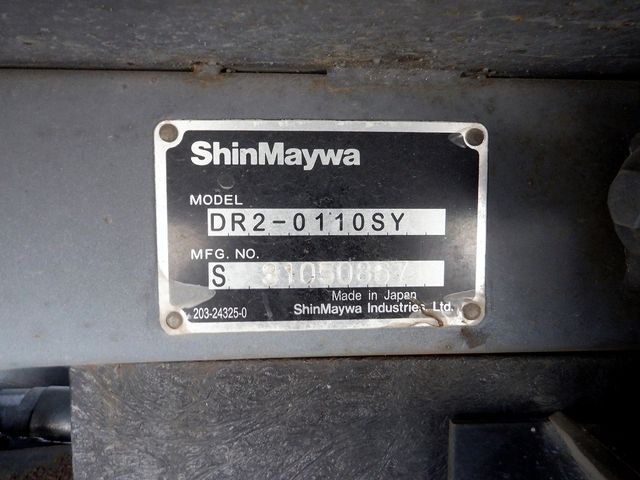 ShinMaywa
MODEL
DR2-0110SY
MFG. NO.
S
Made in Japan
203-24325-0
ShinMaywa Industries, Ltd.